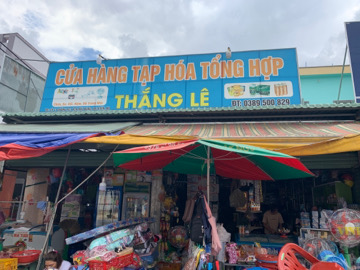 CỬA HÀNG TẠP HÓA TỔNG HỢP
THẮNG LÊ
ĐT: 0389.500.829